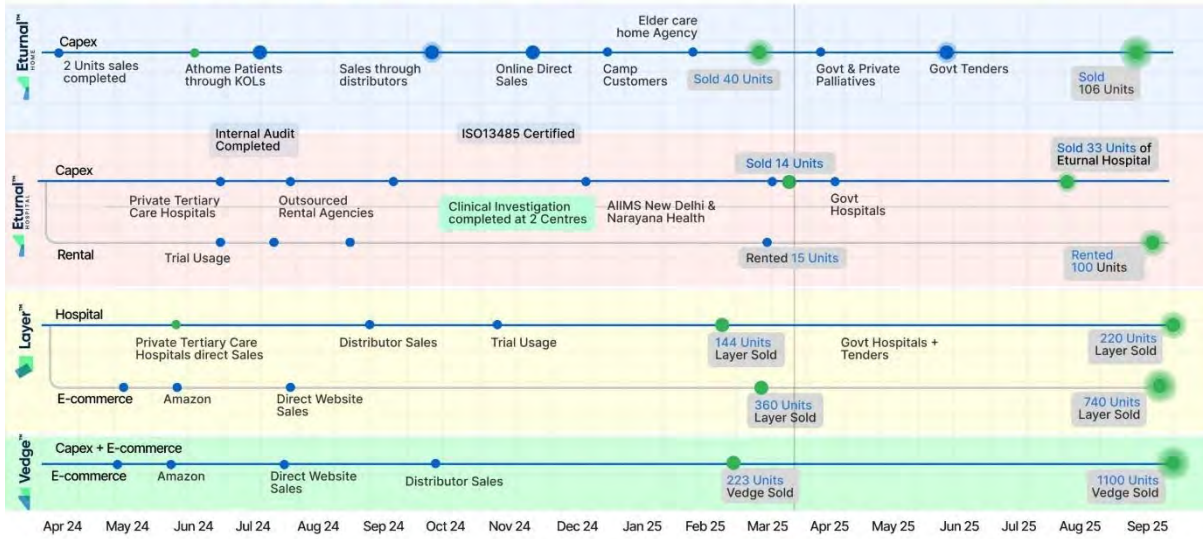 Eturnal™
HOME
Capex
2 Units sales
completed
Athome Patients
through KOLs
Sales through
distributors
Online Direct
Sales
Camp
Customers
Elder care
home Agency
Sold 40 Units
Govt & Private
Palliatives
Govt Tenders
Sold
106 Units
Eturnal™
HOSPITAL
Internal Audit
Completed
ISO13485 Certified
Capex
Private Tertiary
Care Hospitals
Outsourced
Rental Agencies
Clinical Investigation
completed at 2 Centres
AIIMS New Delhi &
Narayana Health
Sold 14 Units
Govt
Hospitals
Sold 33 Units of
Eturnal Hospital
Rental
Trial Usage
Rented 15 Units
Rented
100 Units
Layer™
Hospital
Private Tertiary Care
Hospitals direct Sales
Distributor Sales
Trial Usage
144 Units
Layer Sold
Govt Hospitals +
Tenders
220 Units
Layer Sold
E-commerce
Amazon
Direct Website
Sales
360 Units
Layer Sold
740 Units
Layer Sold
Vedge™
Capex + E-commerce
E-commerce
Amazon
Direct Website
Sales
Distributor Sales
223 Units
Vedge Sold
1100 Units
Vedge Sold
Apr 24 May 24 Jun 24 Jul 24 Aug 24 Sep 24 Oct 24 Nov 24 Dec 24 Jan 25 Feb 25 Mar 25 Apr 25 May 25 Jun 25 Jul 25 Aug 25 Sep 25